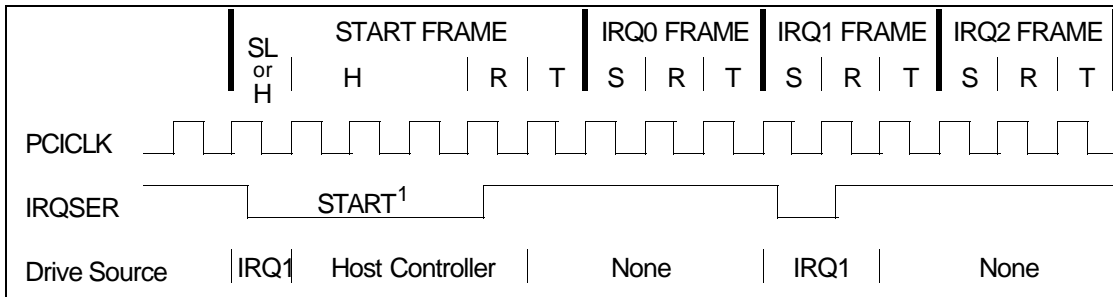 START FRAME IRQ0 FRAME IRQ1 FRAME IRQ2 FRAME
SL
or
H
H R T S R T S R T S R T
PCICLK
IRQSER START1
Drive Source IRQ1 Host Controller None IRQ1 None